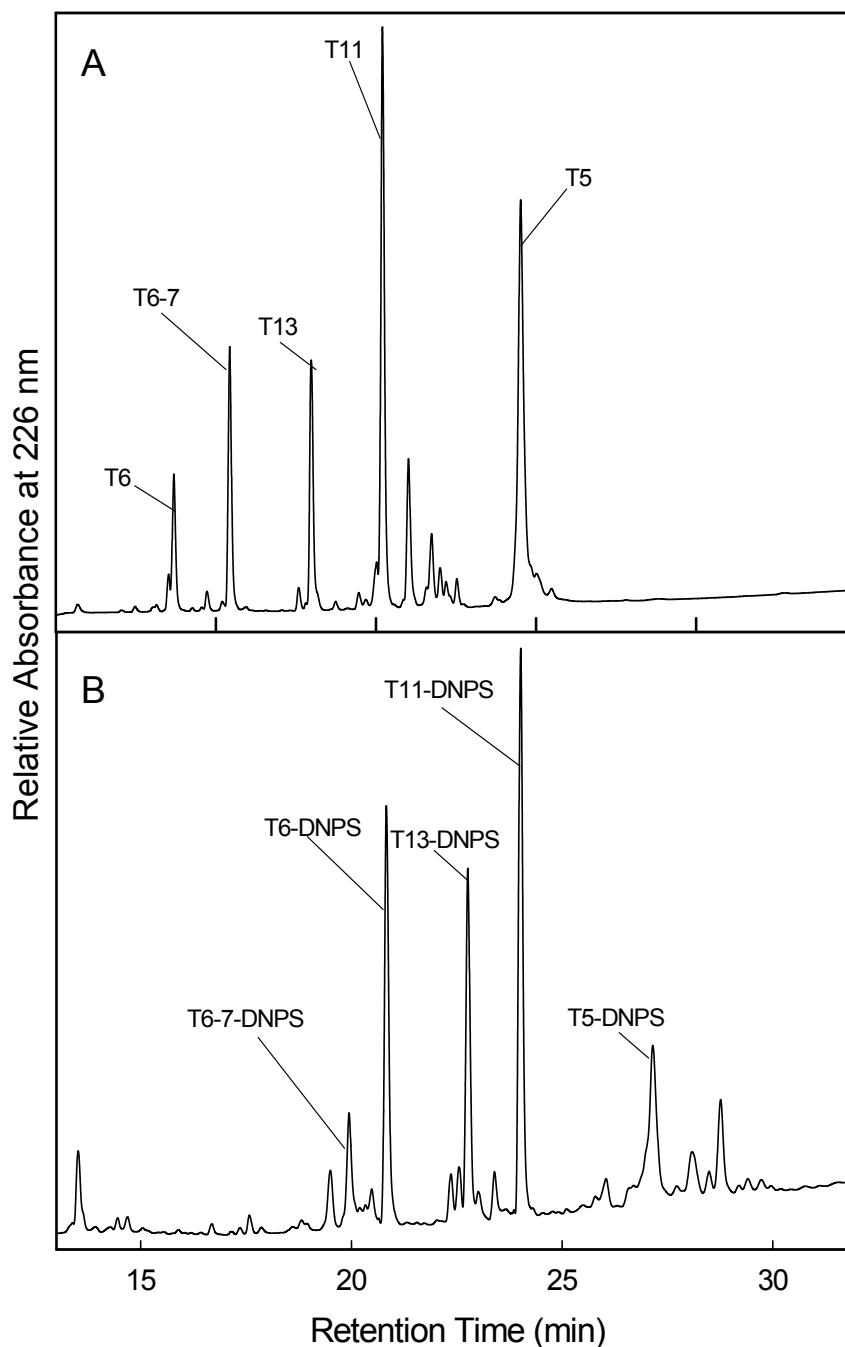 A
T11
T5
T6-7
T13
T6
Relative Absorbance at 226 nm
B
T11-DNPS
T6-DNPS
T13-DNPS
T6-7-DNPS
T5-DNPS
15 20 25 30
Retention Time (min)